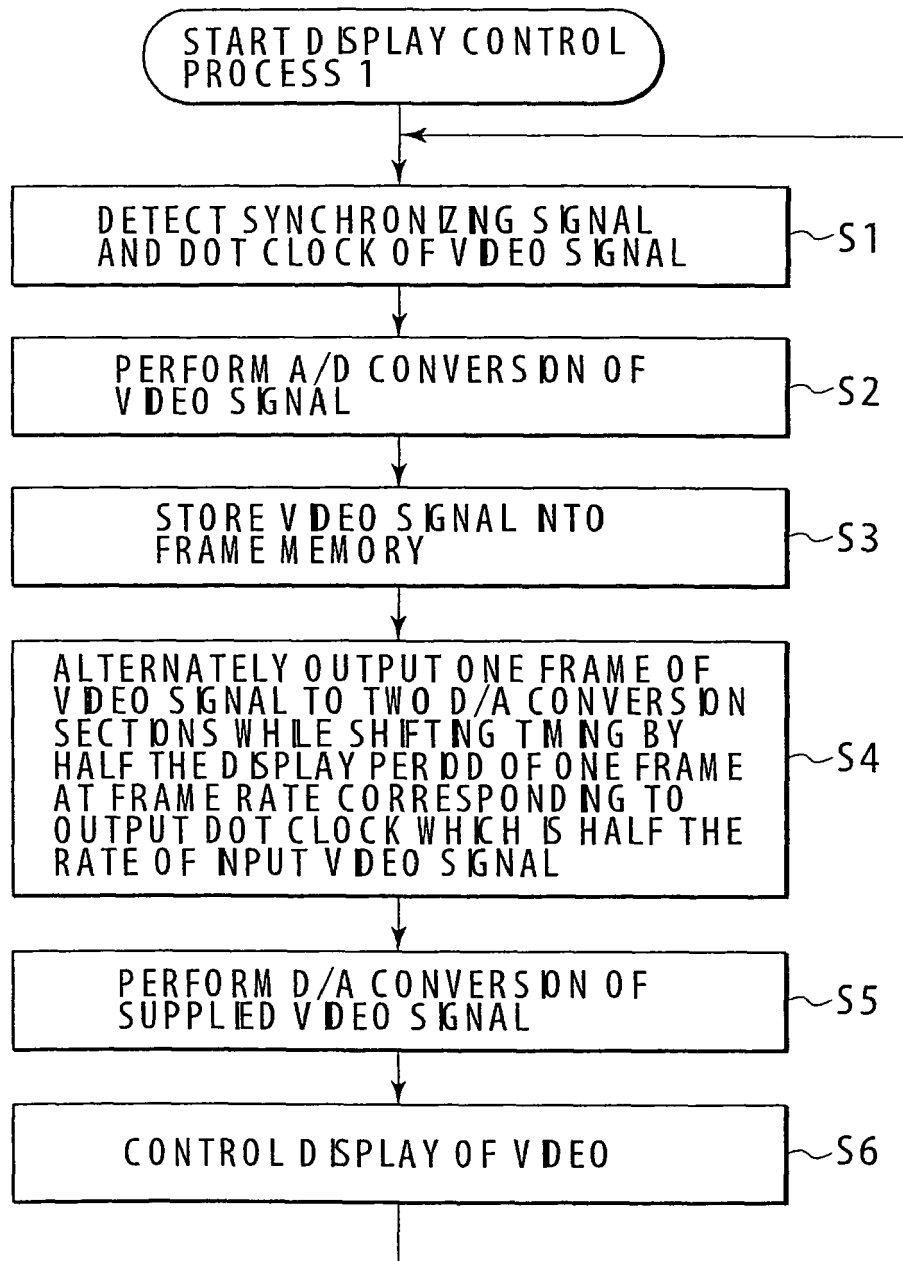 START DISPLAY CONTROL
PROCESS 1
DETECT SYNCHRONIZING SIGNAL
AND DOT CLOCK OF VIDEO SIGNAL
S1
PERFORM A/D CONVERSION OF
VIDEO SIGNAL
S2
STORE VIDEO SIGNAL INTO
FRAME MEMORY
S3
ALTERNATELY OUTPUT ONE FRAME OF
VIDEO SIGNAL TO TWO D/A CONVERSION
SECTIONS WHILE SHIFTING TIMING BY
HALF THE DISPLAY PERIOD OF ONE FRAME
AT FRAME RATE CORRESPONDING TO
OUTPUT DOT CLOCK WHICH IS HALF THE
RATE OF INPUT VIDEO SIGNAL
S4
PERFORM D/A CONVERSION OF
SUPPLIED VIDEO SIGNAL
S5
CONTROL DISPLAY OF VIDEO
S6